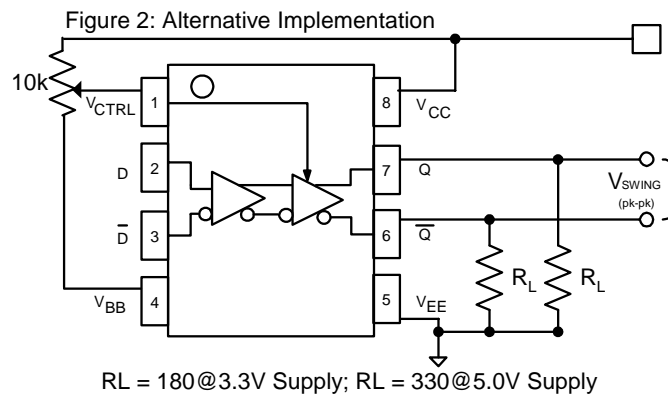 Figure 2: Alternative Implementation
10k
VCTRL
1
8
VCC
D
2
7
Q
VSWING
(pk-pk)
D̅
3
6
Q̅
RL
RL
VBB
4
5
VEE
RL = 180@3.3V Supply; RL = 330@5.0V Supply